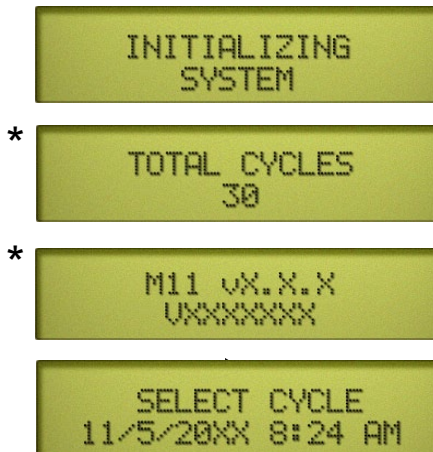 INITIALIZING
SYSTEM
*
TOTAL CYCLES
30
*
M11 vX.X.X
VXXXXXXX
SELECT CYCLE
11/5/20XX 8:24 AM